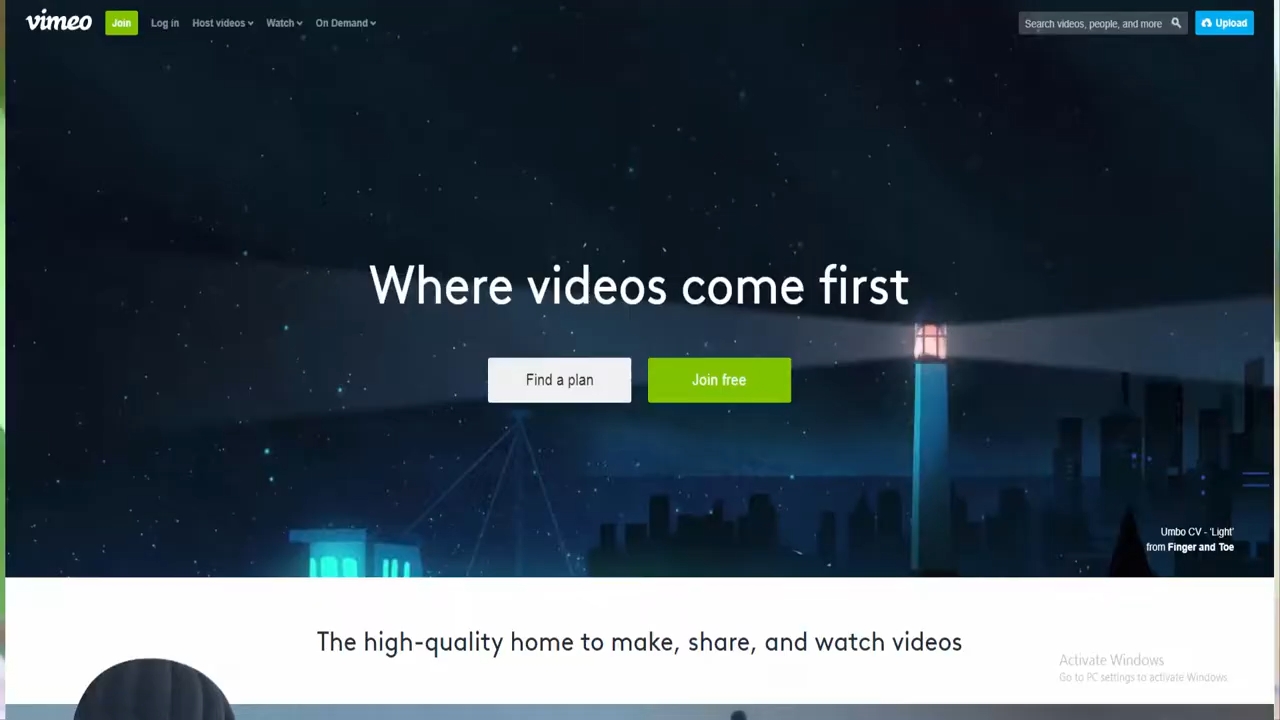 vimeo
Join
Log in
Host videos
Watch
On Demand
Search videos, people, and more
Upload
Where videos come first
Find a plan
Join free
Umbo CV - 'Light'
from Finger and Toe
The high-quality home to make, share, and watch videos
Activate Windows
Go to PC settings to activate Windows.